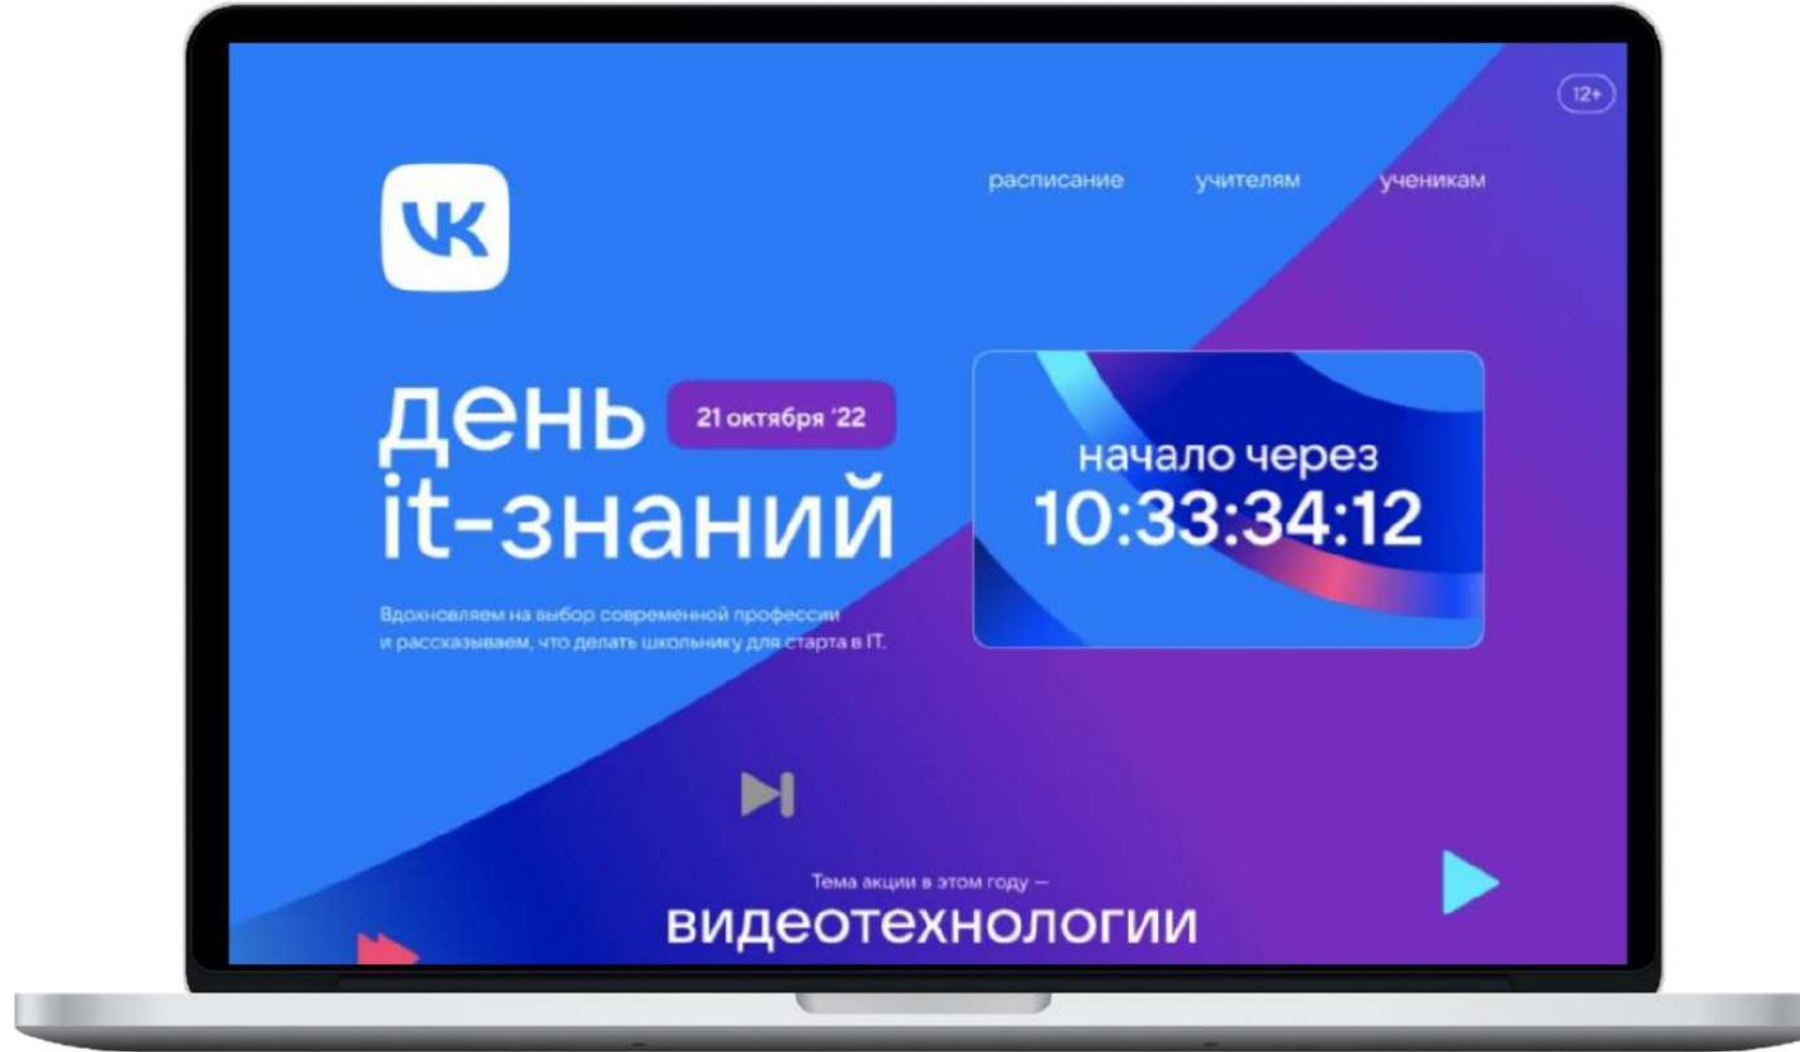 12+
VK
расписание учителям ученикам
день 21 октября '22
it-знаний
Вдохновляем на выбор современной профессии
и рассказываем, что делать школьнику для старта в IT.
начало через
10:33:34:12
Тема акции в этом году —
видеотехнологии